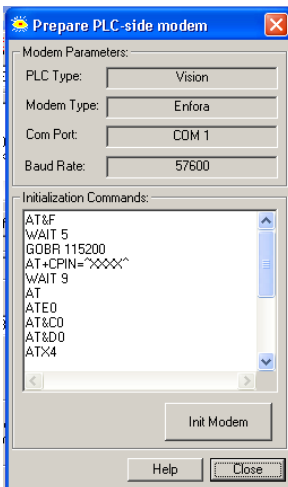 Prepare PLC-side modem
Modem Parameters:
PLC Type: Vision
Modem Type: Enfora
Com Port: COM 1
Baud Rate: 57600
Initialization Commands:
AT&F
WAIT 5
GOBR 115200
AT+CPIN=^XXXX^
WAIT 9
AT
ATE0
AT&C0
AT&D0
ATX4
Init Modem
Help Close